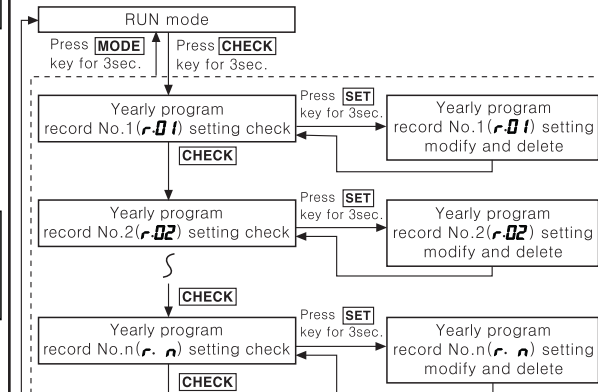 RUN mode
Press MODE
key for 3sec.
Press CHECK
key for 3sec.
Yearly program
record No.1(r.01) setting check
Press SET
key for 3sec.
Yearly program
record No.1(r.01) setting
modify and delete
CHECK
Yearly program
record No.2(r.02) setting check
Press SET
key for 3sec.
Yearly program
record No.2(r.02) setting
modify and delete
CHECK
Yearly program
record No.n(r. n) setting check
Press SET
key for 3sec.
Yearly program
record No.n(r. n) setting
modify and delete
CHECK